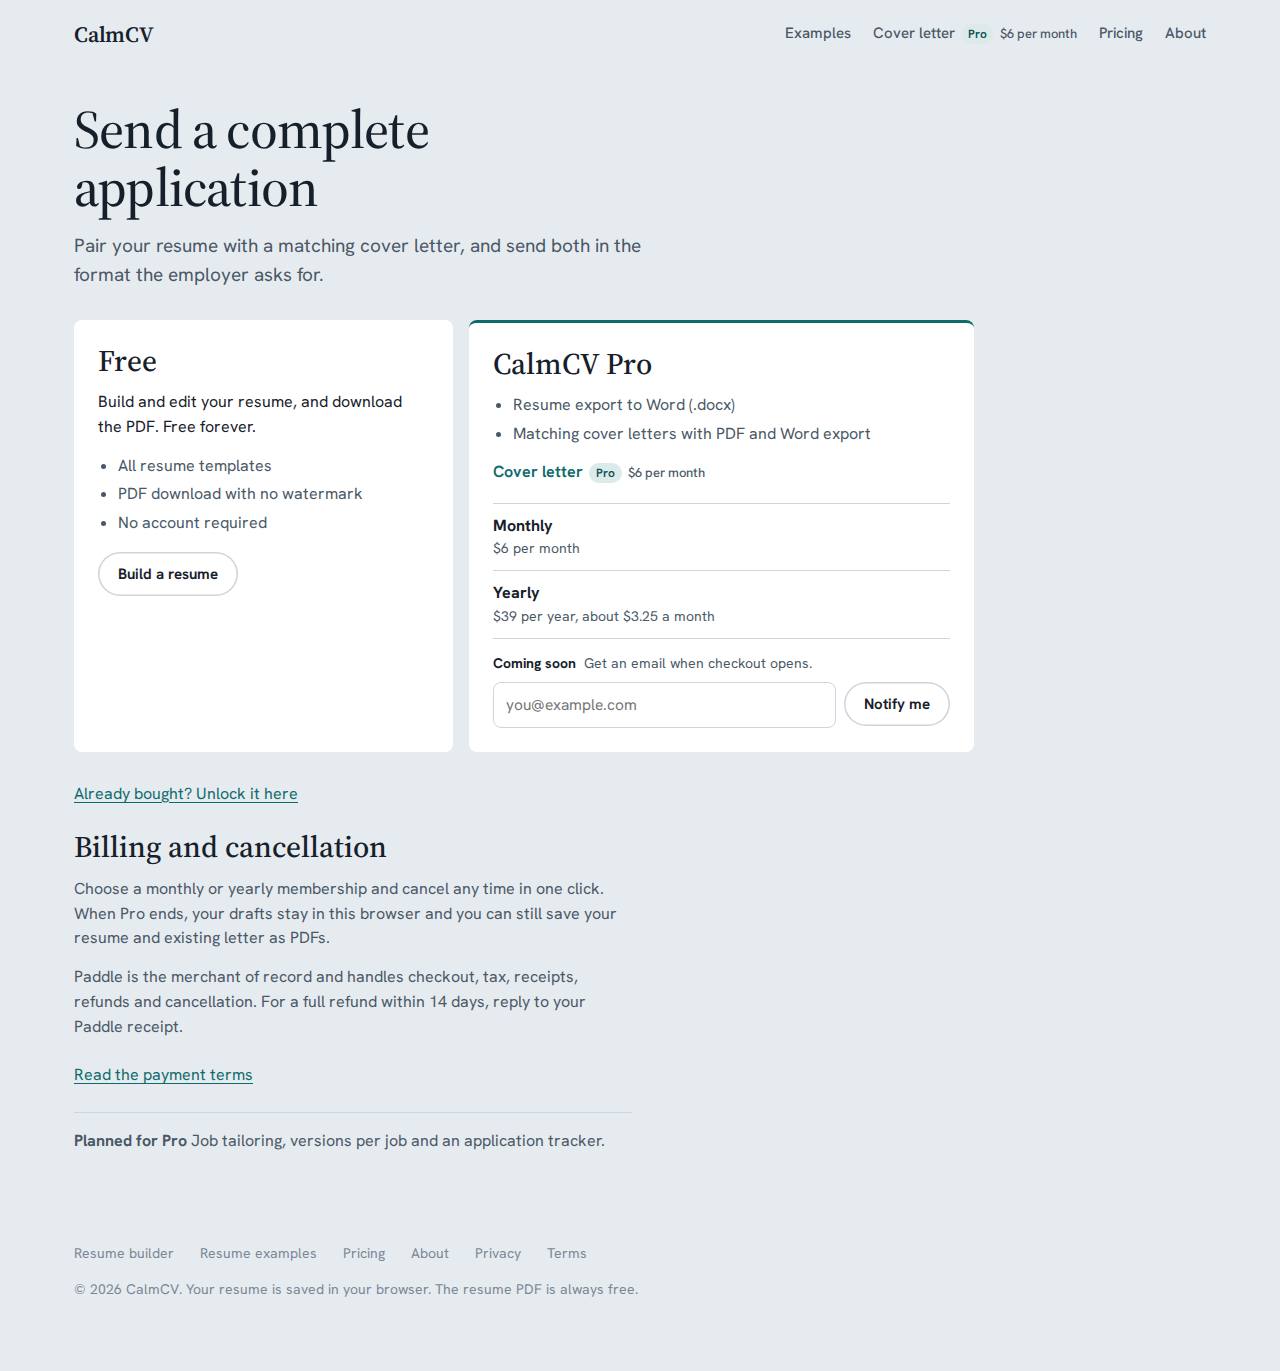 CalmCV
Examples Cover letter Pro $6 per month Pricing About
Send a complete
application
Pair your resume with a matching cover letter, and send both in the
format the employer asks for.
Free
Build and edit your resume, and download
the PDF. Free forever.
All resume templates
PDF download with no watermark
No account required
Build a resume
CalmCV Pro
Resume export to Word (.docx)
Matching cover letters with PDF and Word export
Cover letter Pro $6 per month
Monthly
$6 per month
Yearly
$39 per year, about $3.25 a month
Coming soon Get an email when checkout opens.
you@example.com Notify me
Already bought? Unlock it here
Billing and cancellation
Choose a monthly or yearly membership and cancel any time in one click.
When Pro ends, your drafts stay in this browser and you can still save your
resume and existing letter as PDFs.
Paddle is the merchant of record and handles checkout, tax, receipts,
refunds and cancellation. For a full refund within 14 days, reply to your
Paddle receipt.
Read the payment terms
Planned for Pro Job tailoring, versions per job and an application tracker.
Resume builder Resume examples Pricing About Privacy Terms
© 2026 CalmCV. Your resume is saved in your browser. The resume PDF is always free.